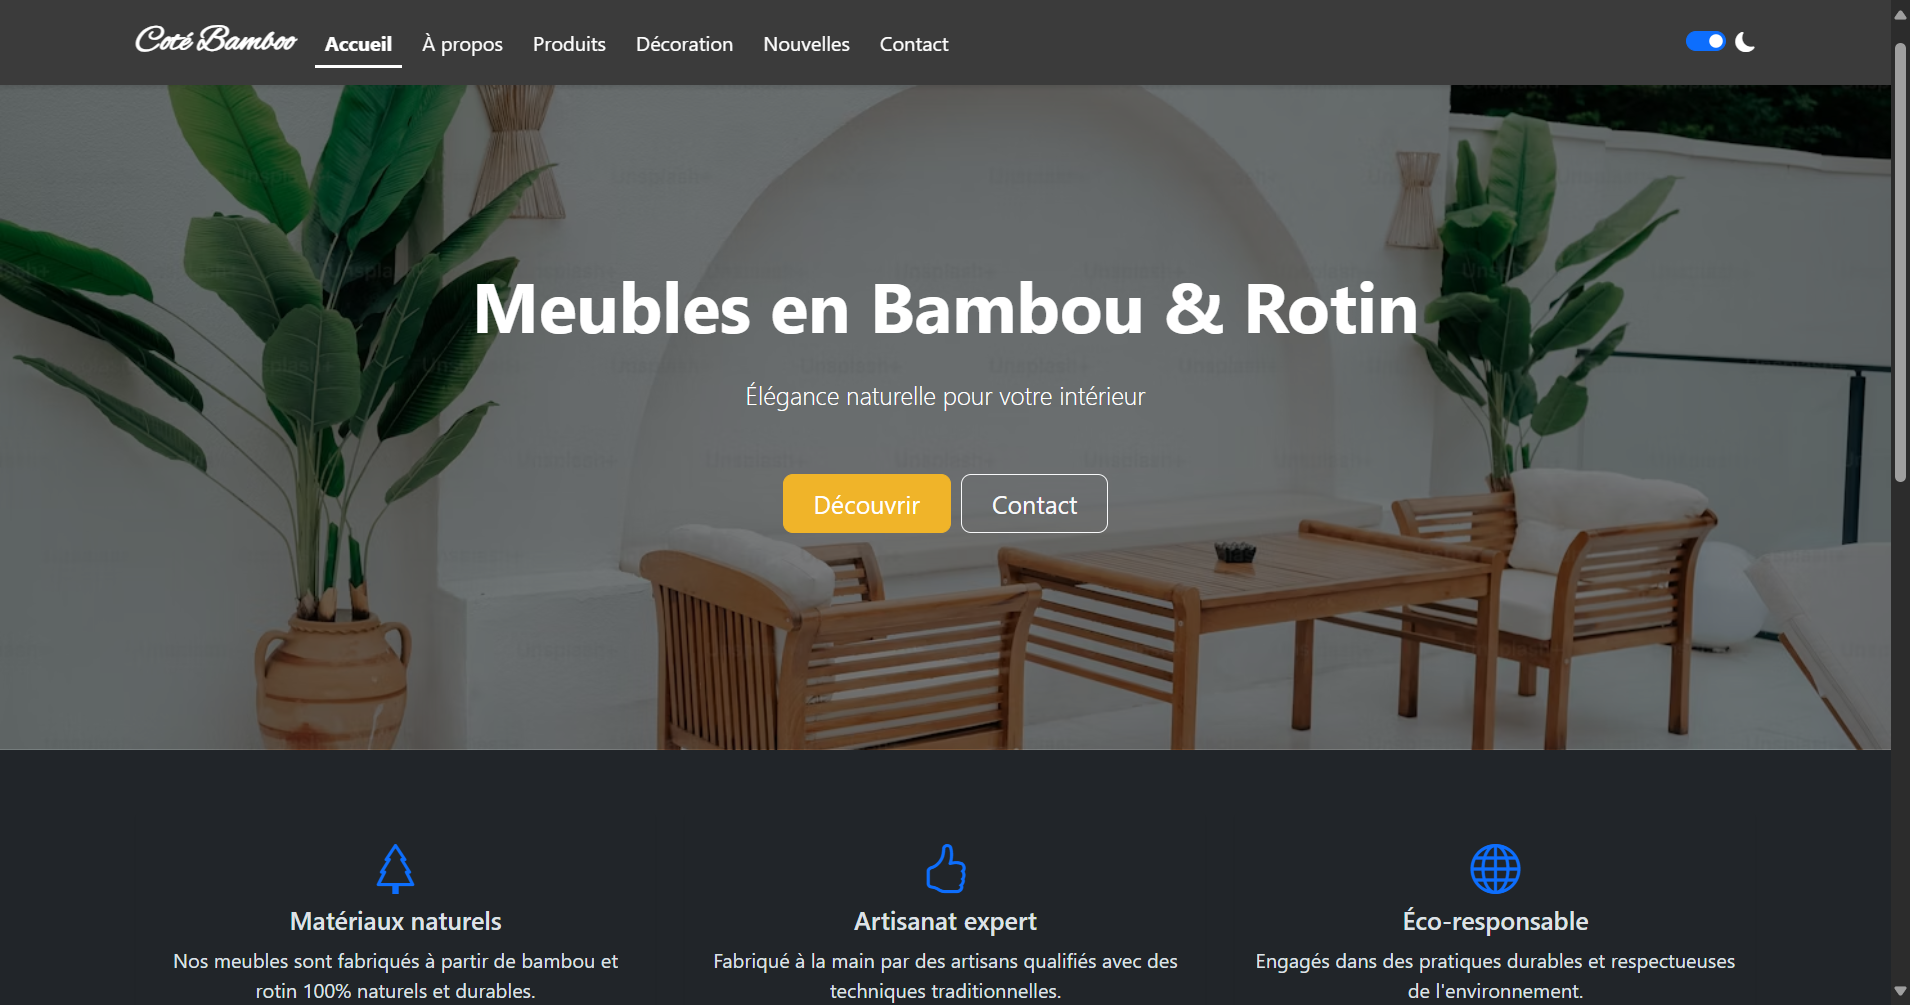 Coté Bamboo
Accueil
À propos
Produits
Décoration
Nouvelles
Contact
Meubles en Bambou & Rotin
Élégance naturelle pour votre intérieur
Découvrir
Contact
Matériaux naturels
Nos meubles sont fabriqués à partir de bambou et
rotin 100% naturels et durables.
Artisanat expert
Fabriqué à la main par des artisans qualifiés avec des
techniques traditionnelles.
Éco-responsable
Engagés dans des pratiques durables et respectueuses
de l'environnement.